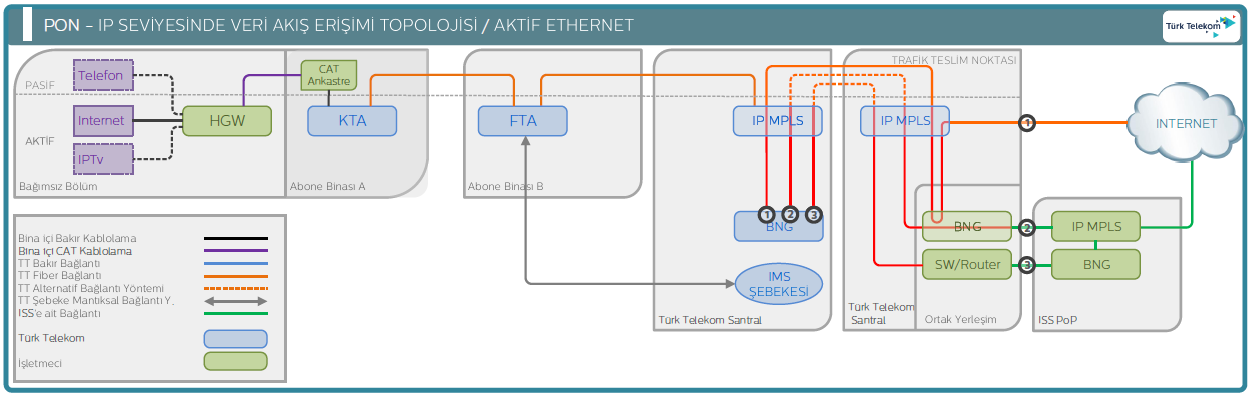 PON – IP SEVİYESİNDE VERİ AKIŞ ERİŞİMİ TOPOLOJİSİ / AKTİF ETHERNET
Türk Telekom
PASİF
AKTİF
Telefon
Internet
IPTv
HGW
Bağımsız Bölüm
CAT
Ankastre
KTA
Abone Binası A
FTA
Abone Binası B
IP MPLS
1
2
3
BNG
IMS
ŞEBEKESİ
Türk Telekom Santral
TRAFİK TESLİM NOKTASI
IP MPLS
1
INTERNET
BNG
2
IP MPLS
SW/Router
3
BNG
Türk Telekom
Santral
Ortak Yerleşim
ISS PoP
Bina içi Bakır Kablolama
Bina içi CAT Kablolama
TT Bakır Bağlantı
TT Fiber Bağlantı
TT Alternatif Bağlantı Yöntemi
TT Şebeke Mantıksal Bağlantı Y.
ISS'e ait Bağlantı
Türk Telekom
İşletmeci